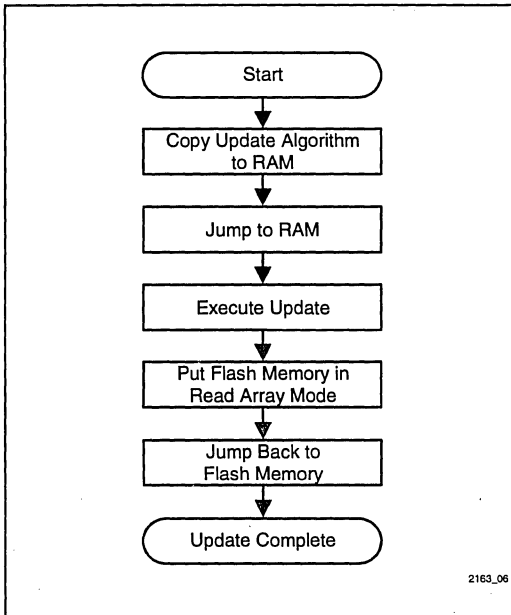 Start
Copy Update Algorithm
to RAM
Jump to RAM
Execute Update
Put Flash Memory in
Read Array Mode
Jump Back to
Flash Memory
Update Complete
2163_06